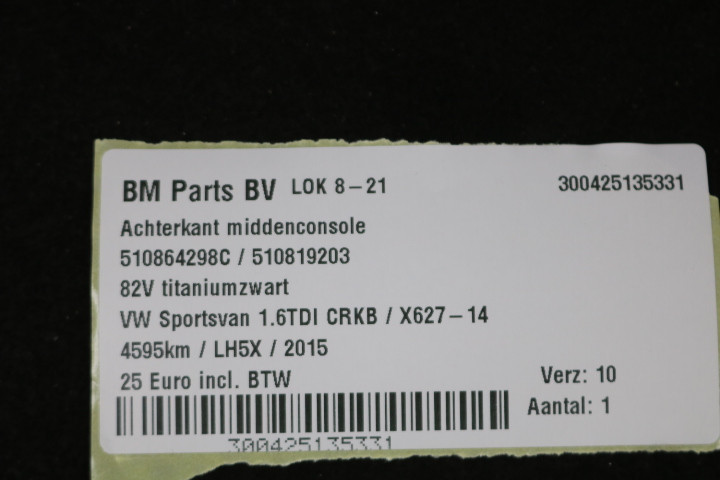 BM Parts BV LOK 8-21 300425135331
Achterkant middenconsole
510864298C / 510819203
82V titaniumzwart
VW Sportsvan 1.6TDI CRKB / X627-14
4595km / LH5X / 2015
25 Euro incl. BTW Verz: 10
Aantal: 1
300425135331